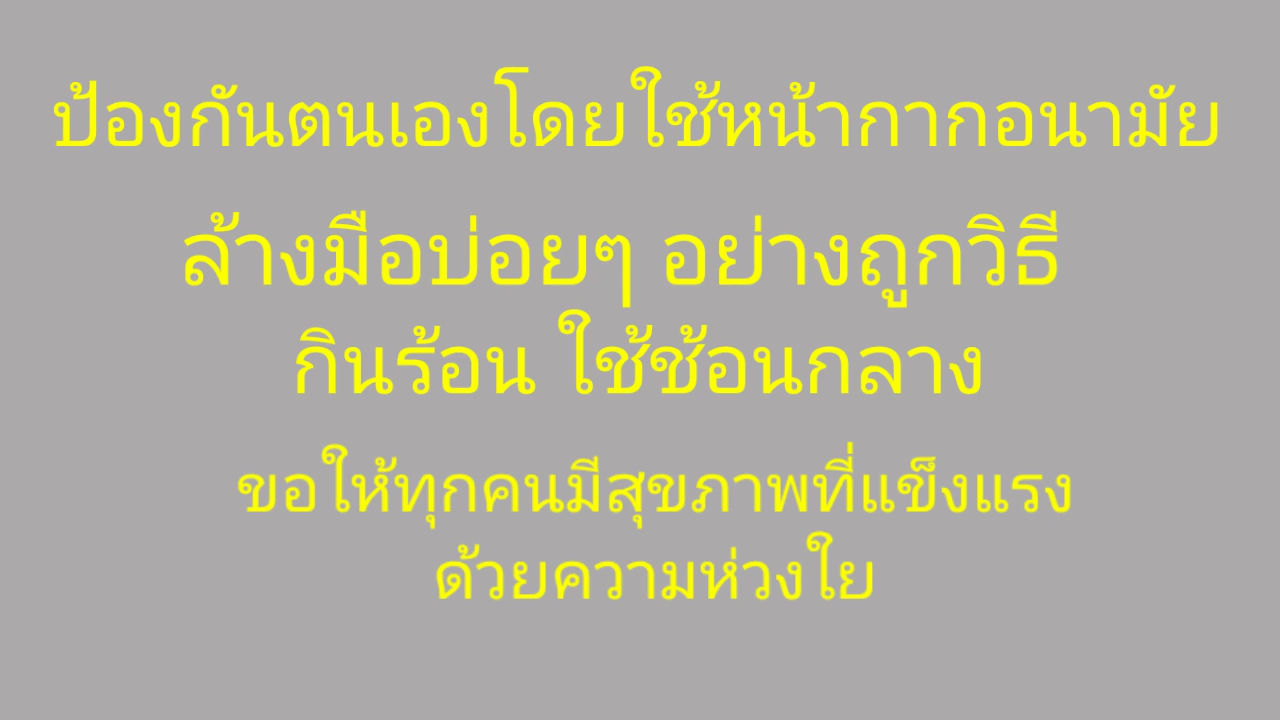 ป้องกันตนเองโดยใช้หน้ากากอนามัย
ล้างมือบ่อยๆ อย่างถูกวิธี
กินร้อน ใช้ช้อนกลาง
ขอให้ทุกคนมีสุขภาพที่แข็งแรง
ด้วยความห่วงใย